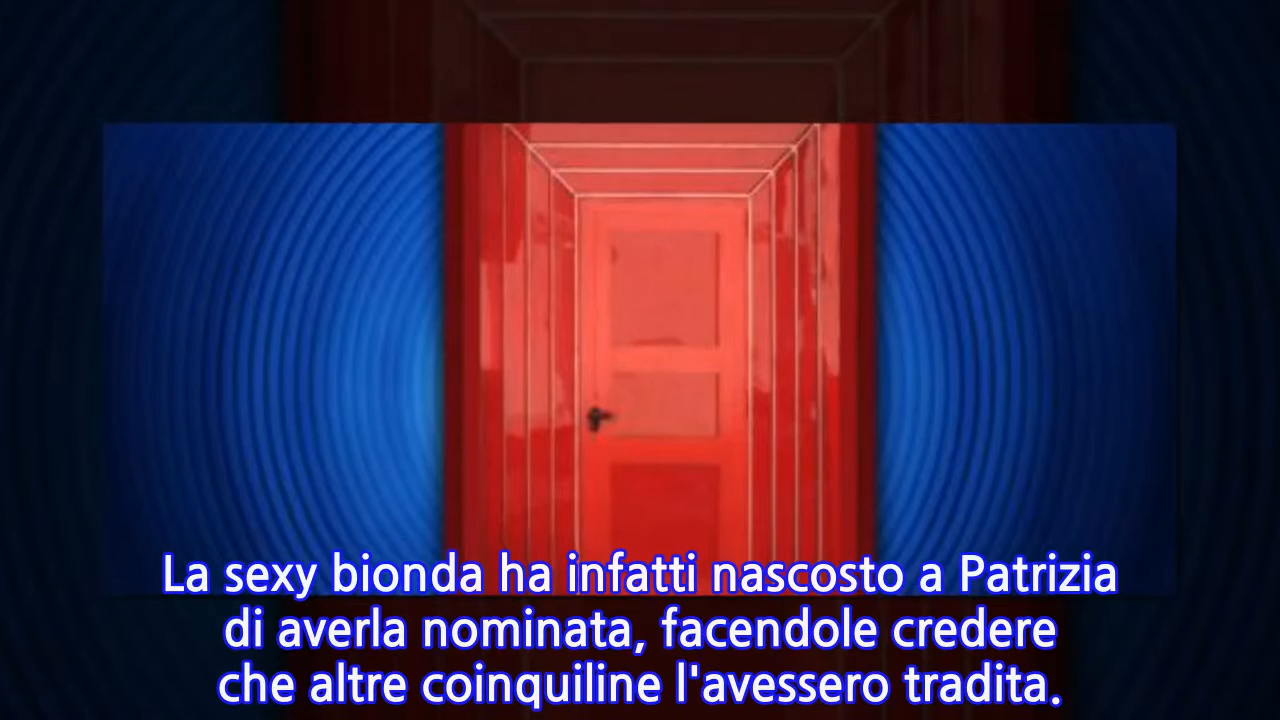 La sexy bionda ha infatti nascosto a Patrizia
di averla nominata, facendole credere
che altre coinquiline l'avessero tradita.